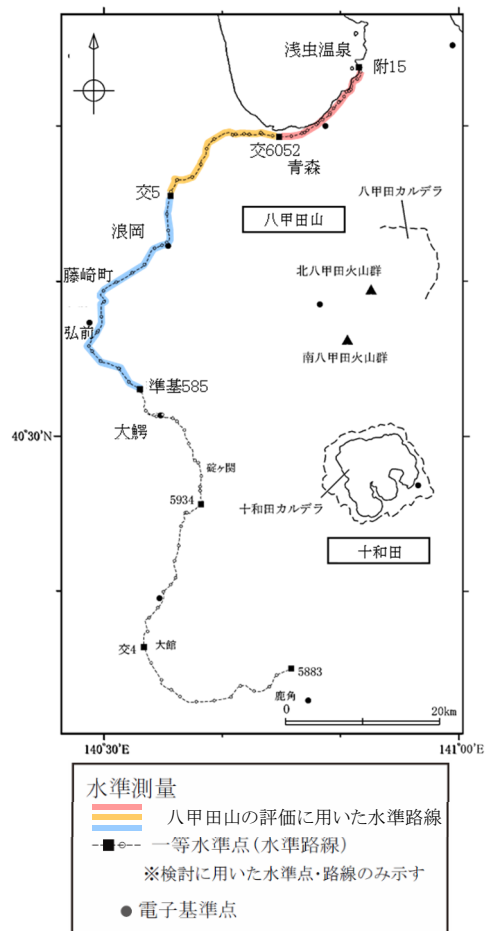 浅虫温泉
附15
交6052
青森
八甲田カルデラ
交5
八甲田山
浪岡
藤崎町
北八甲田火山群
弘前
南八甲田火山群
準基585
40°30′N
大鰐
碇ヶ関
5934
十和田カルデラ
十和田
交4
大館
5883
鹿角
0
20km
140°30′E
141°00′E
水準測量
八甲田山の評価に用いた水準路線
一等水準点(水準路線)
※検討に用いた水準点・路線のみ示す
電子基準点